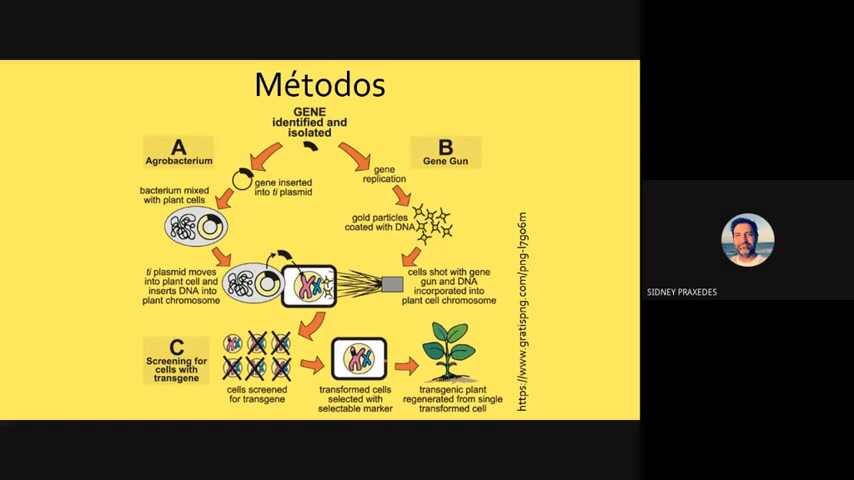 Métodos
GENE
identified and
isolated
A
Agrobacterium
B
Gene Gun
gene inserted
into ti plasmid
gene
replication
bacterium mixed
with plant cells
gold particles
coated with DNA
ti plasmid moves
into plant cell and
inserts DNA into
plant chromosome
cells shot with gene
gun and DNA
incorporated into
plant cell chromosome
C
Screening for
cells with
transgene
cells screened
for transgene
transformed cells
selected with
selectable marker
transgenic plant
regenerated from single
transformed cell
https://www.gratispng.com/png-l7go6m
SIDNEY PRAXEDES